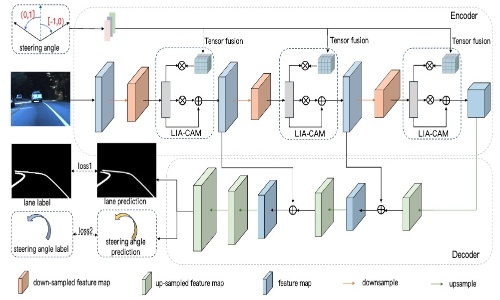 (0,1]
[-1,0)
steering angle
Encoder
Tensor fusion
Tensor fusion
Tensor fusion
LIA-CAM
LIA-CAM
LIA-CAM
loss1
lane label
lane prediction
loss2
steering angle label
steering angle
prediction
Decoder
down-sampled feature map
up-sampled feature map
feature map
downsample
upsample